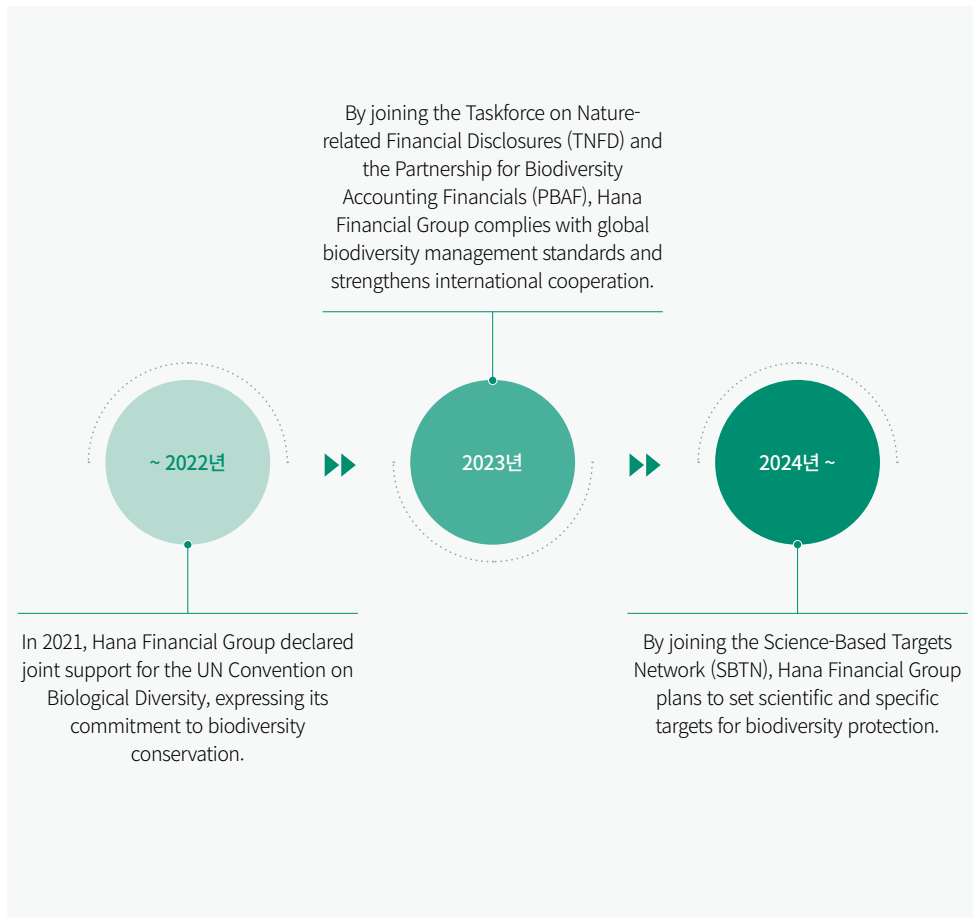 By joining the Taskforce on Nature-
related Financial Disclosures (TNFD) and
the Partnership for Biodiversity
Accounting Financials (PBAF), Hana
Financial Group complies with global
biodiversity management standards and
strengthens international cooperation.
~ 2022년
2023년
2024년 ~
In 2021, Hana Financial Group declared
joint support for the UN Convention on
Biological Diversity, expressing its
commitment to biodiversity
conservation.
By joining the Science-Based Targets
Network (SBTN), Hana Financial Group
plans to set scientific and specific
targets for biodiversity protection.